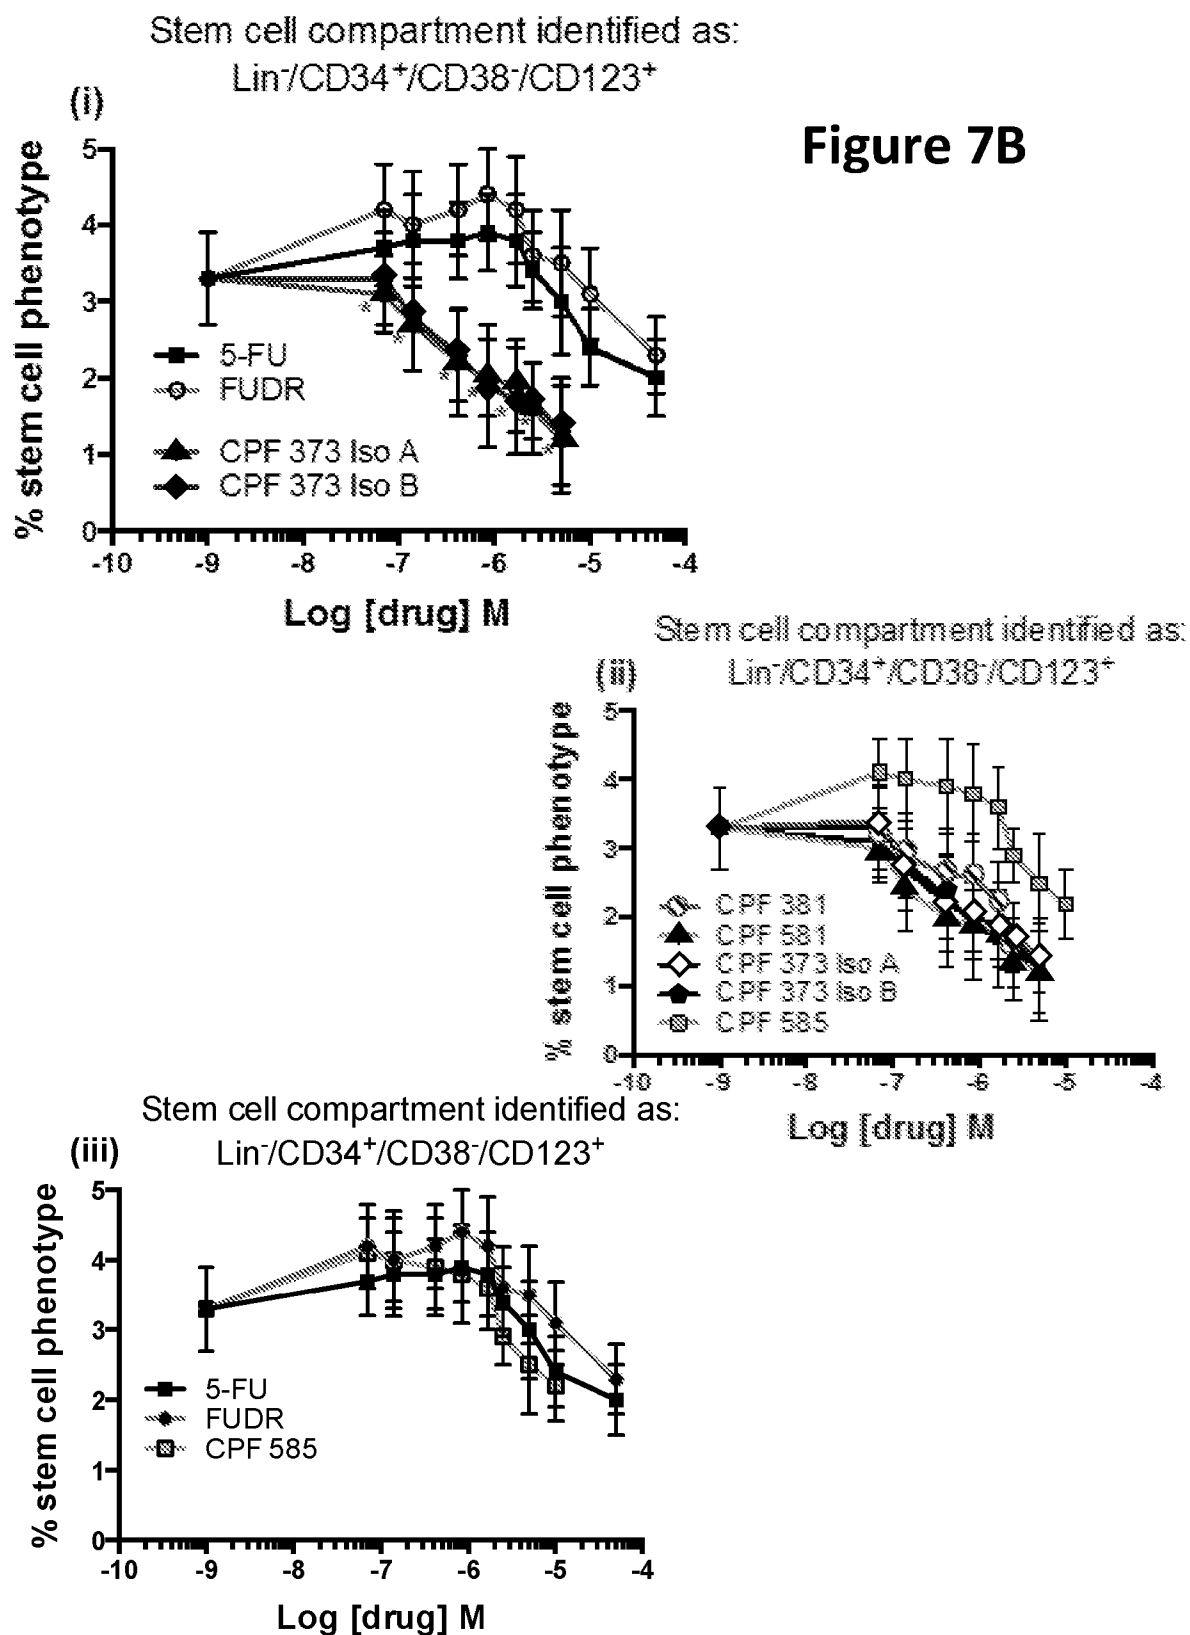 Stem cell compartment identified as:
Lin⁻/CD34⁺/CD38⁻/CD123⁺
(i)
Figure 7B
% stem cell phenotype
5
4
3
2
1
0
5-FU
FUDR
CPF 373 Iso A
CPF 373 Iso B
-10 -9 -8 -7 -6 -5 -4
Log [drug] M
Stem cell compartment identified as:
Lin⁻/CD34⁺/CD38⁻/CD123⁺
(ii)
% stem cell phenotype
5
4
3
2
1
0
CPF 381
CPF 581
CPF 373 Iso A
CPF 373 Iso B
CPF 585
-10 -9 -8 -7 -6 -5 -4
Log [drug] M
Stem cell compartment identified as:
Lin⁻/CD34⁺/CD38⁻/CD123⁺
(iii)
% stem cell phenotype
5
4
3
2
1
0
5-FU
FUDR
CPF 585
-10 -9 -8 -7 -6 -5 -4
Log [drug] M